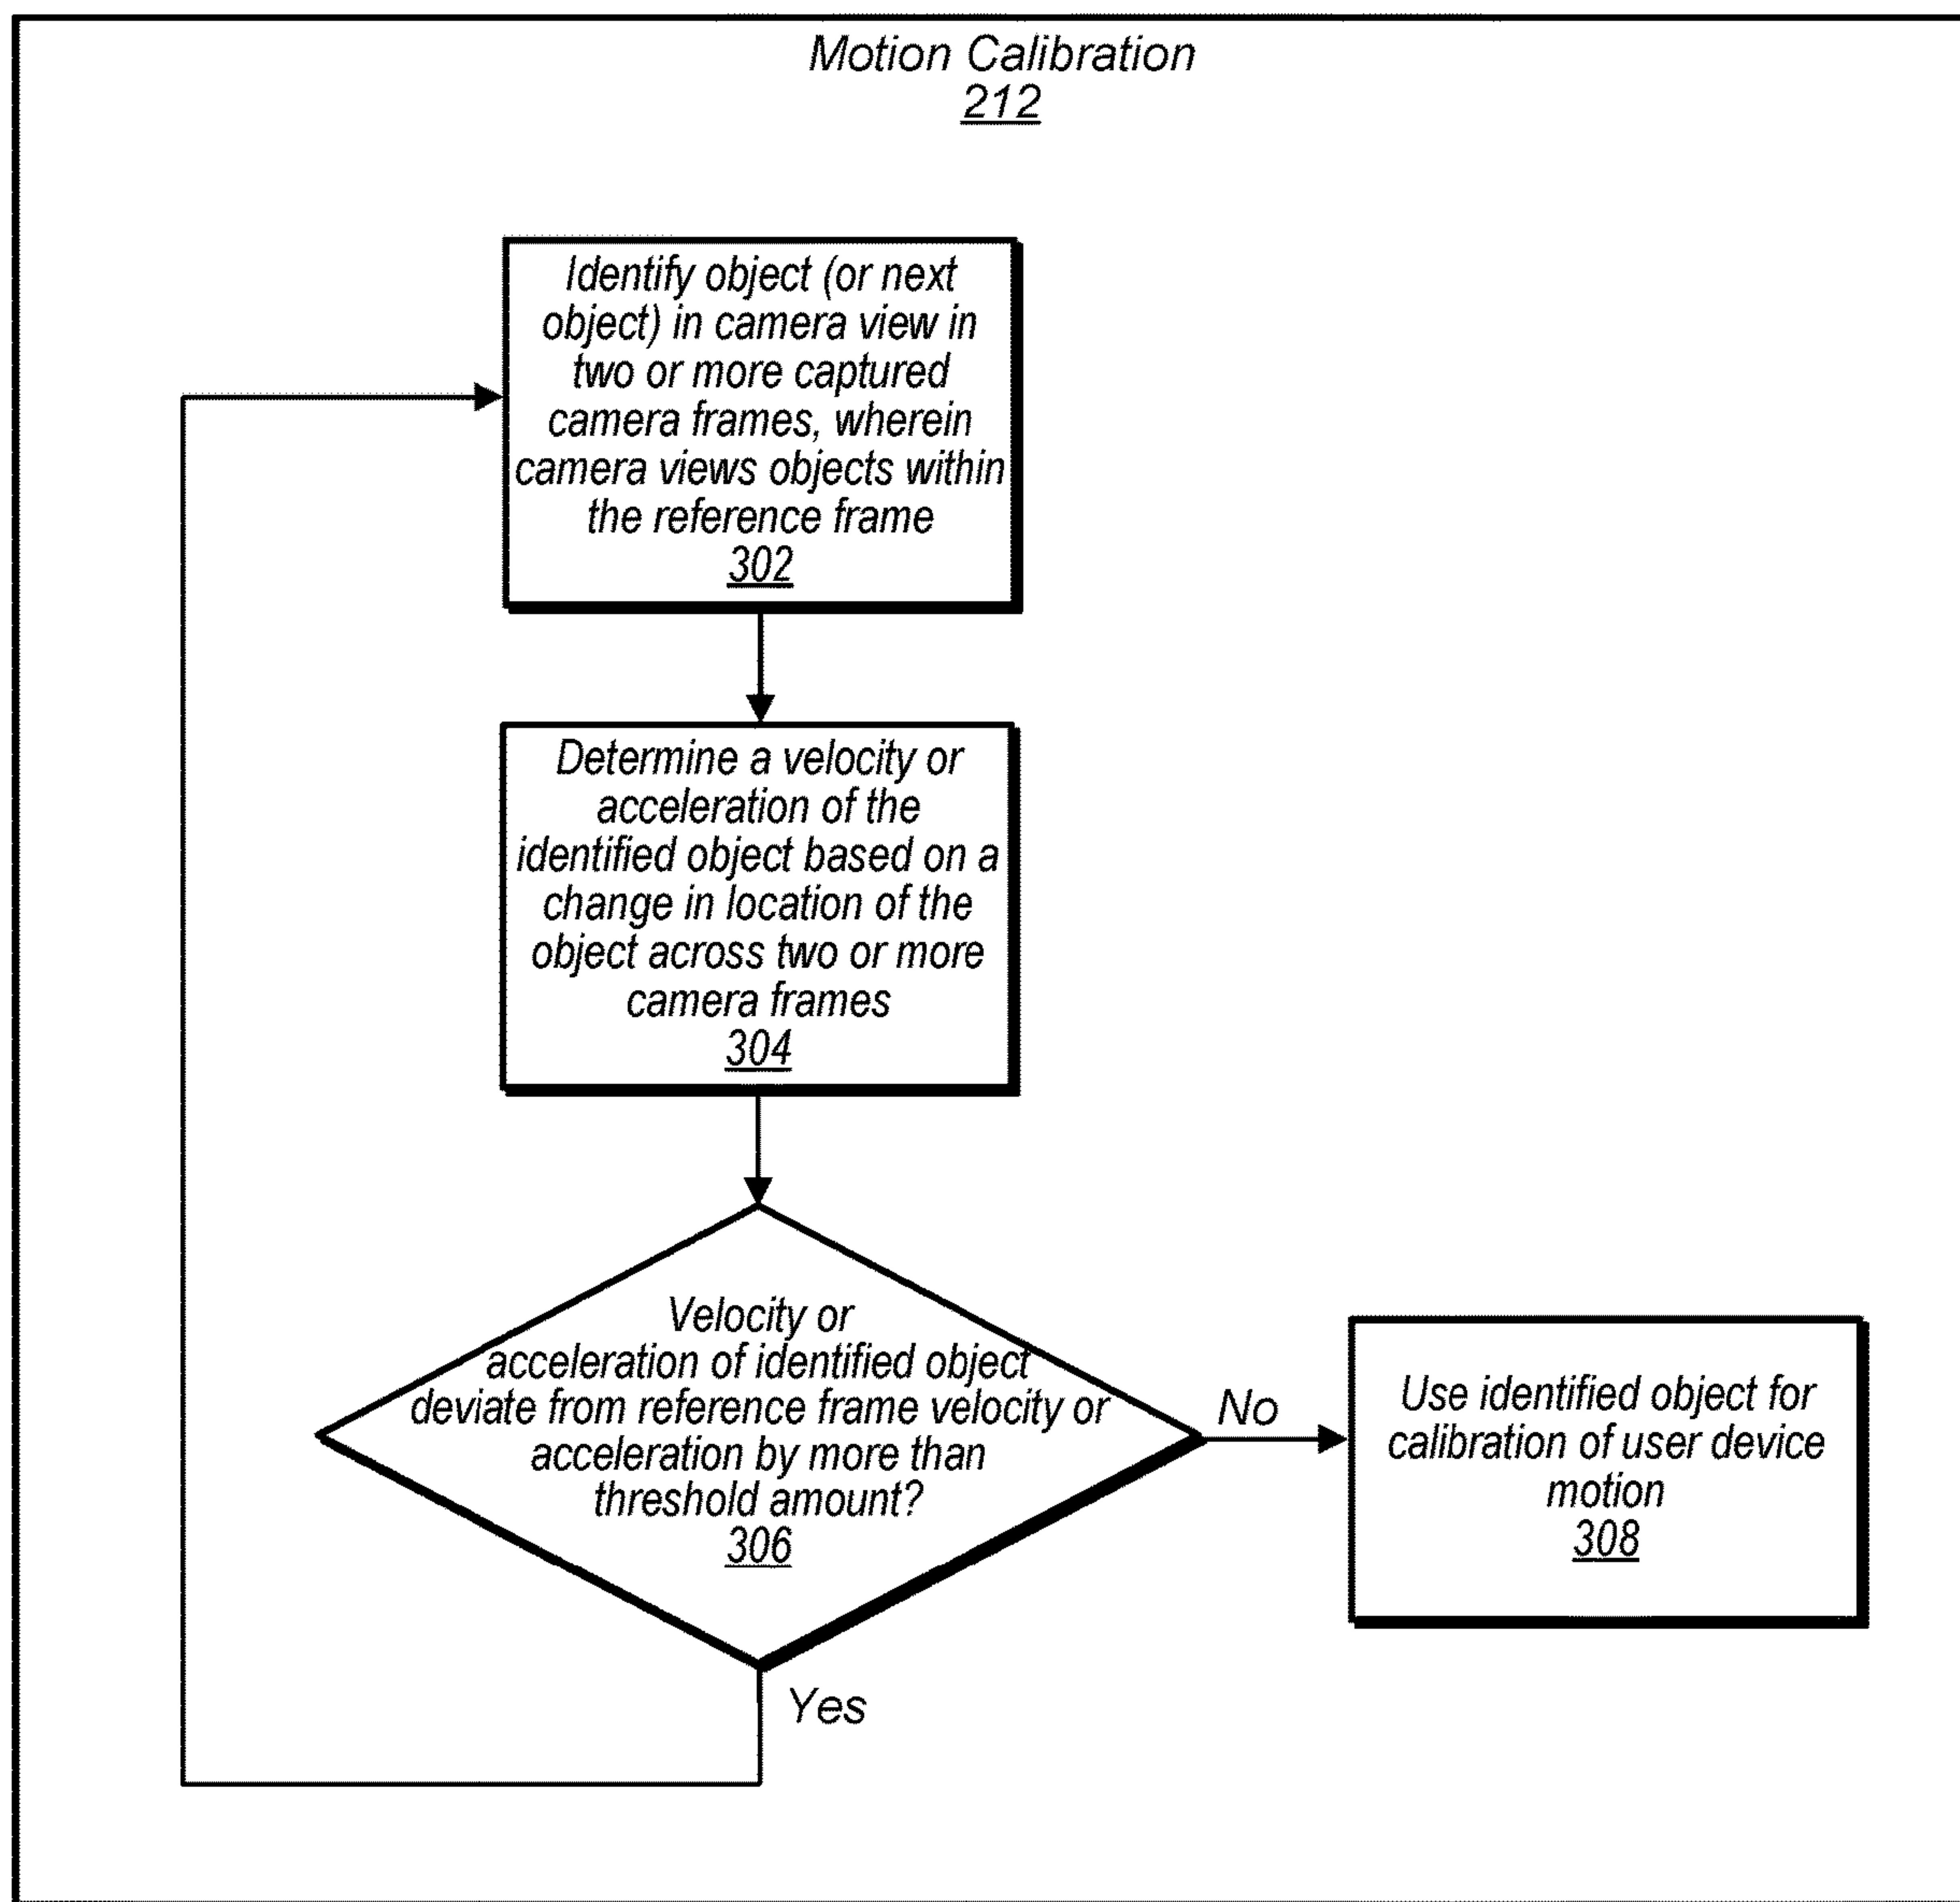 Motion Calibration
212
Identify object (or next
object) in camera view in
two or more captured
camera frames, wherein
camera views objects within
the reference frame
302
Determine a velocity or
acceleration of the
identified object based on a
change in location of the
object across two or more
camera frames
304
Velocity or
acceleration of identified object
deviate from reference frame velocity or
acceleration by more than
threshold amount?
306
No
Use identified object for
calibration of user device
motion
308
Yes